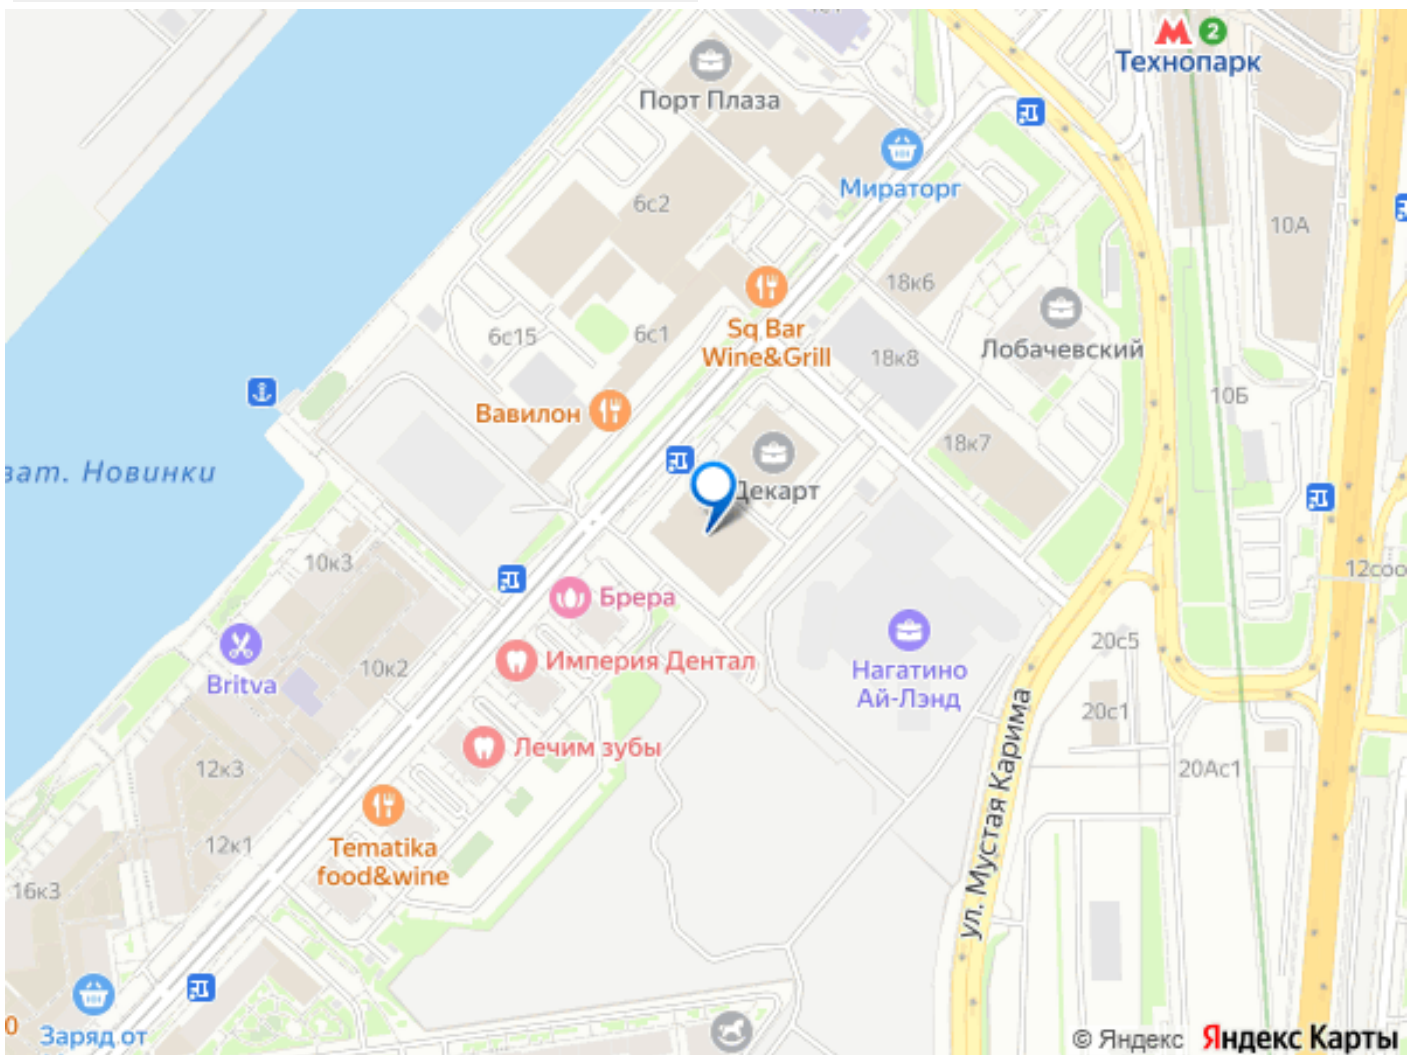 2
Технопарк
Порт Плаза
Мираторг
6с2
10А
18к6
Sq Bar
Wine&Grill
6с15
6с1
18к8
Лобачевский
10Б
Вавилон
18к7
зат. Новинки
Декарт
10к3
12соо
Брера
20с5
Империя Дентал
10к2
Britva
Нагатино
Ай-Лэнд
20с1
Лечим зубы
12к3
20Ас1
ул. Мустая Карима
12к1
Tematika
food&wine
16к3
0
Заряд от
© Яндекс Яндекс Карты